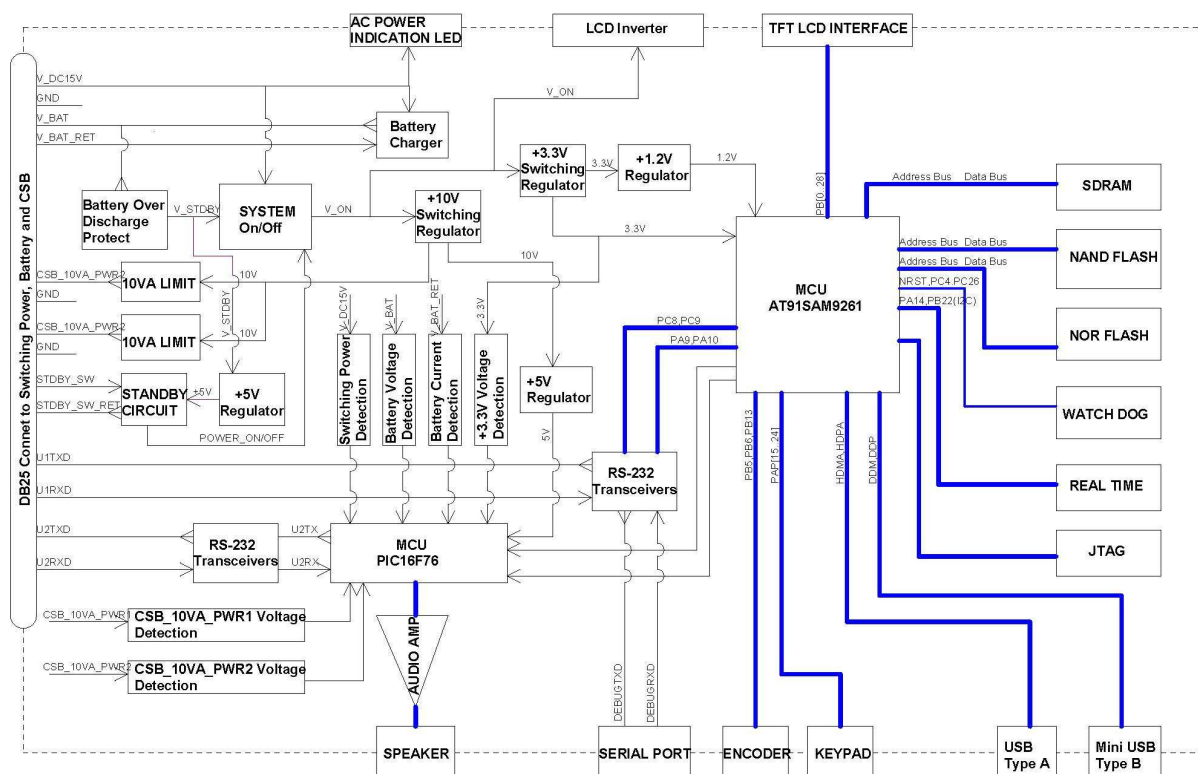 AC POWER
INDICATION LED
LCD Inverter
TFT LCD INTERFACE
DB25 Connet to Switching Power, Battery and CSB
V_DC15V
GND
V_BAT
V_BAT_RET
Battery
Charger
V_ON
+3.3V
Switching
Regulator
3.3V
+1.2V
Regulator
1.2V
PB[0..28]
Address Bus Data Bus
SDRAM
Battery Over
Discharge
Protect
V_STDBY
SYSTEM
On/Off
V_ON
+10V
Switching
Regulator
3.3V
10V
MCU
AT91SAM9261
Address Bus Data Bus
NAND FLASH
Address Bus Data Bus
NRST,PC4.PC26
PA14,PB22(I2C)
NOR FLASH
CSB_10VA_PWR2
10VA LIMIT
10V
GND
V_STDBY
CSB_10VA_PWR2
10VA LIMIT
10V
GND
V_DC15V
V_BAT
V_BAT_RET
3.3V
PC8,PC9
PA9,PA10
STDBY_SW
STDBY_SW_RET
STANDBY
CIRCUIT
+5V
+5V
Regulator
POWER_ON/OFF
Switching Power
Detection
Battery Voltage
Detection
Battery Current
Detection
+3.3V Voltage
Detection
+5V
Regulator
5V
WATCH DOG
PB5,PB6,PB13
PAP[15..24]
HDMA,HDPA
DDM,DDP
U1TXD
U1RXD
RS-232
Transceivers
REAL TIME
U2TXD
U2RXD
RS-232
Transceivers
U2TX
U2RX
MCU
PIC16F76
JTAG
CSB_10VA_PWR1
CSB_10VA_PWR1 Voltage
Detection
CSB_10VA_PWR2
CSB_10VA_PWR2 Voltage
Detection
AUDIO AMP
DEBUGTXD
DEBUGRXD
SPEAKER
SERIAL PORT
ENCODER
KEYPAD
USB
Type A
Mini USB
Type B